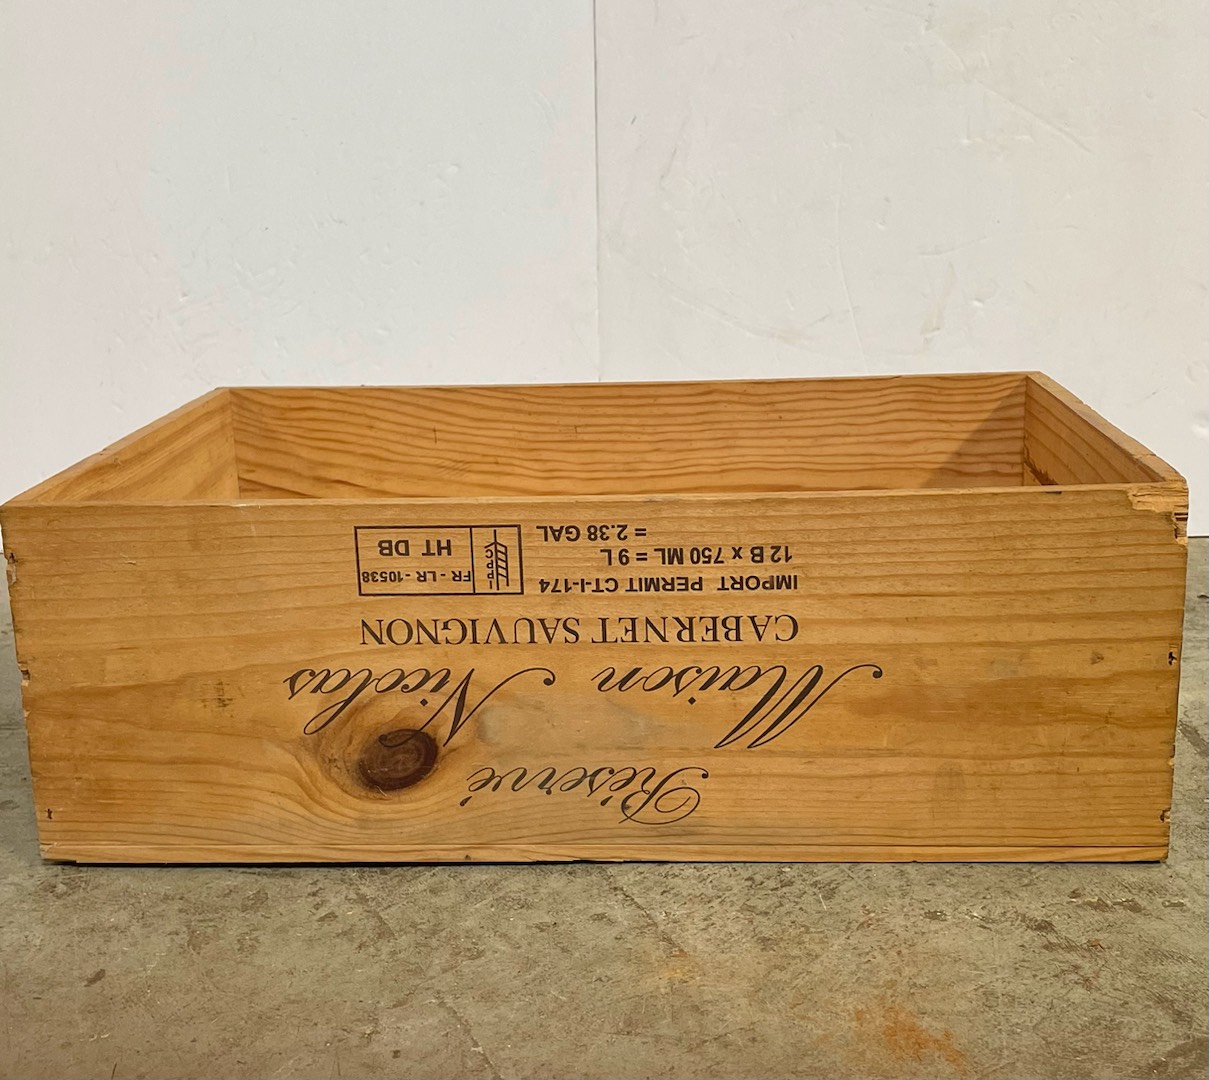 Réservé
Maison Nicolas
CABERNET SAUVIGNON
IMPORT PERMIT CT-I-174
12 B x 750 ML = 9 L
= 2.38 GAL
FR - LR - 10538
HT DB